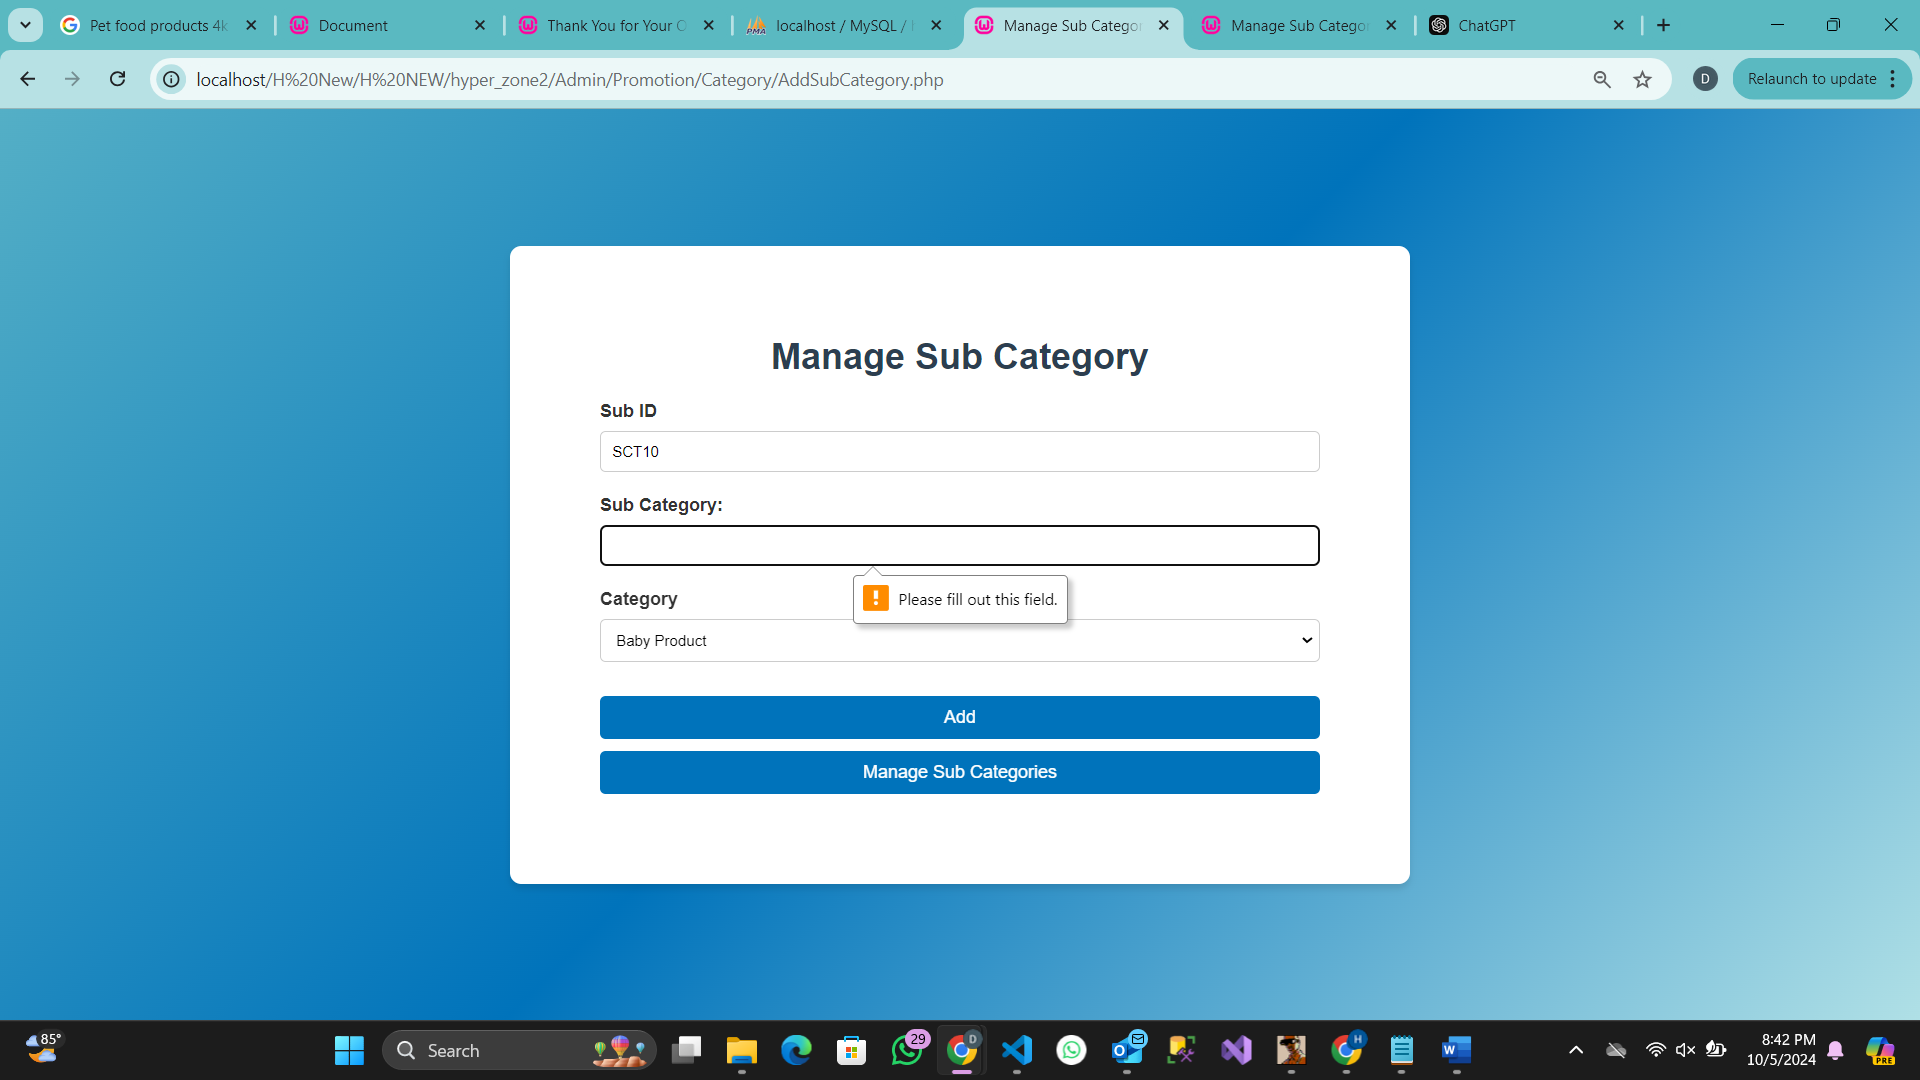 Pet food products 4k
Document
Thank You for Your O
localhost / MySQL /
Manage Sub Categor
Manage Sub Categor
ChatGPT
localhost/H%20New/H%20NEW/hyper_zone2/Admin/Promotion/Category/AddSubCategory.php
D
Relaunch to update
Manage Sub Category
Sub ID
SCT10
Sub Category:
Please fill out this field.
Category
Baby Product
Add
Manage Sub Categories
85°
Search
29
D
H
8:42 PM
10/5/2024
PRE